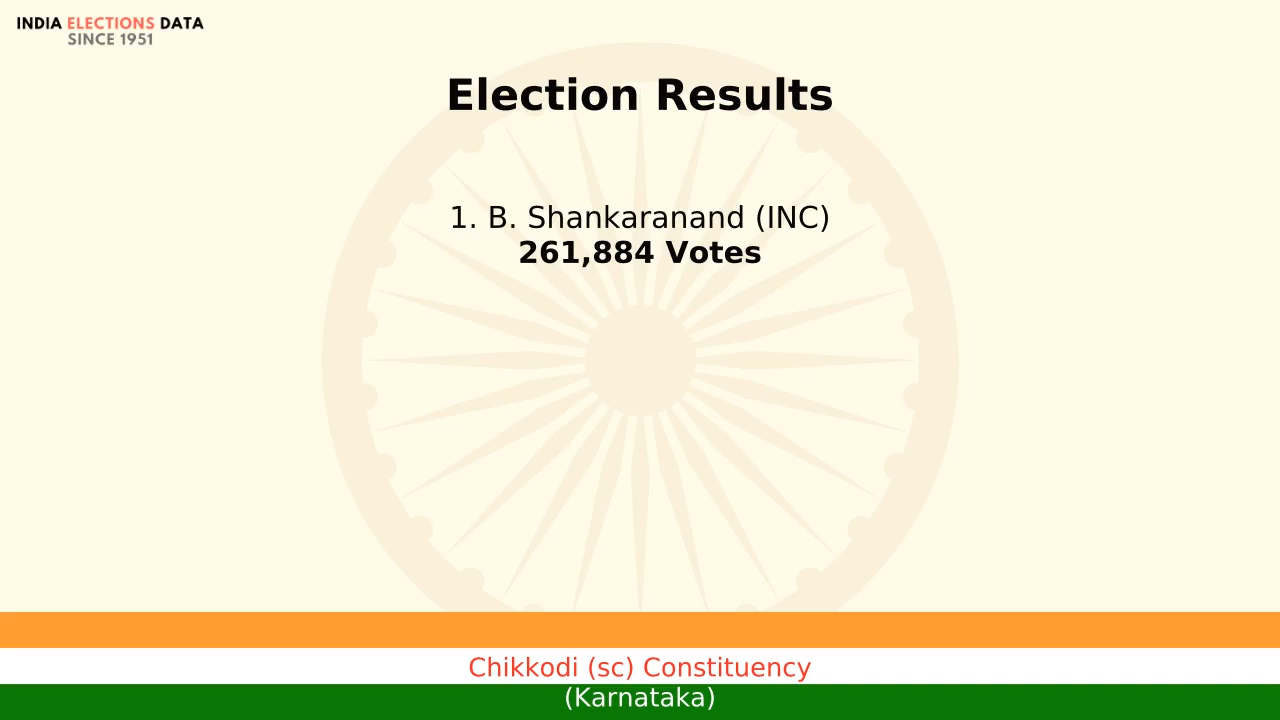 INDIA ELECTIONS DATA
SINCE 1951
Election Results
1. B. Shankaranand (INC)
261,884 Votes
Chikkodi (sc) Constituency
(Karnataka)